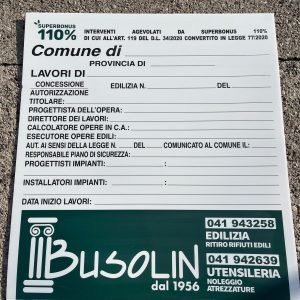 SUPERBONUS
110%
INTERVENTI AGEVOLATI DA SUPERBONUS 110%
DI CUI ALL'ART. 119 DEL D.L. 34/2020 CONVERTITO IN LEGGE 77/2020
Comune di
PROVINCIA DI
LAVORI DI
CONCESSIONE
AUTORIZZAZIONE
EDILIZIA N. DEL
TITOLARE:
PROGETTISTA DELL'OPERA:
DIRETTORE DEI LAVORI:
CALCOLATORE OPERE IN C.A.:
ESECUTORE OPERE EDILI:
AUT. AI SENSI DELLA LEGGE N. DEL COMUNICATO AL COMUNE IL:
RESPONSABILE PIANO DI SICUREZZA:
PROGETTISTI IMPIANTI :
INSTALLATORI IMPIANTI :
DATA INIZIO LAVORI:
BUSOLIN
dal 1956
041 943258
EDILIZIA
RITIRO RIFIUTI EDILI
041 942639
UTENSILERIA
NOLEGGIO
ATTREZZATURE